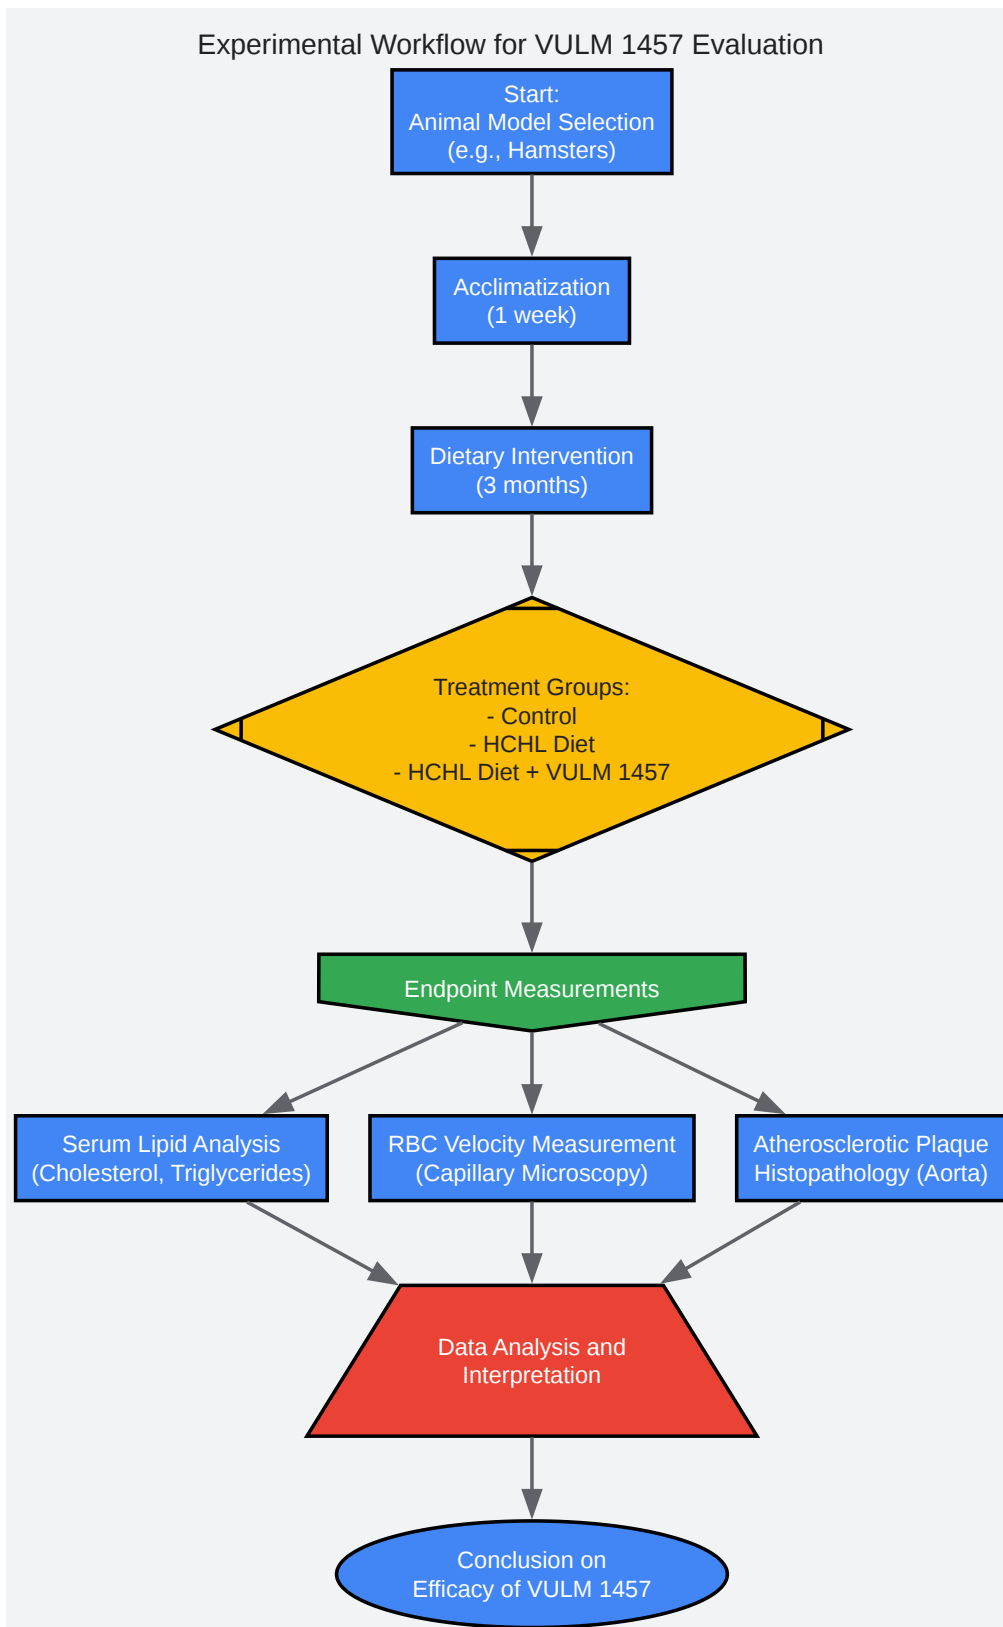 Experimental Workflow for VULM 1457 Evaluation
Start:
Animal Model Selection
(e.g., Hamsters)
Acclimatization
(1 week)
Dietary Intervention
(3 months)
Treatment Groups:
- Control
- HCHL Diet
- HCHL Diet + VULM 1457
Endpoint Measurements
Serum Lipid Analysis
(Cholesterol, Triglycerides)
RBC Velocity Measurement
(Capillary Microscopy)
Atherosclerotic Plaque
Histopathology (Aorta)
Data Analysis and
Interpretation
Conclusion on
Efficacy of VULM 1457